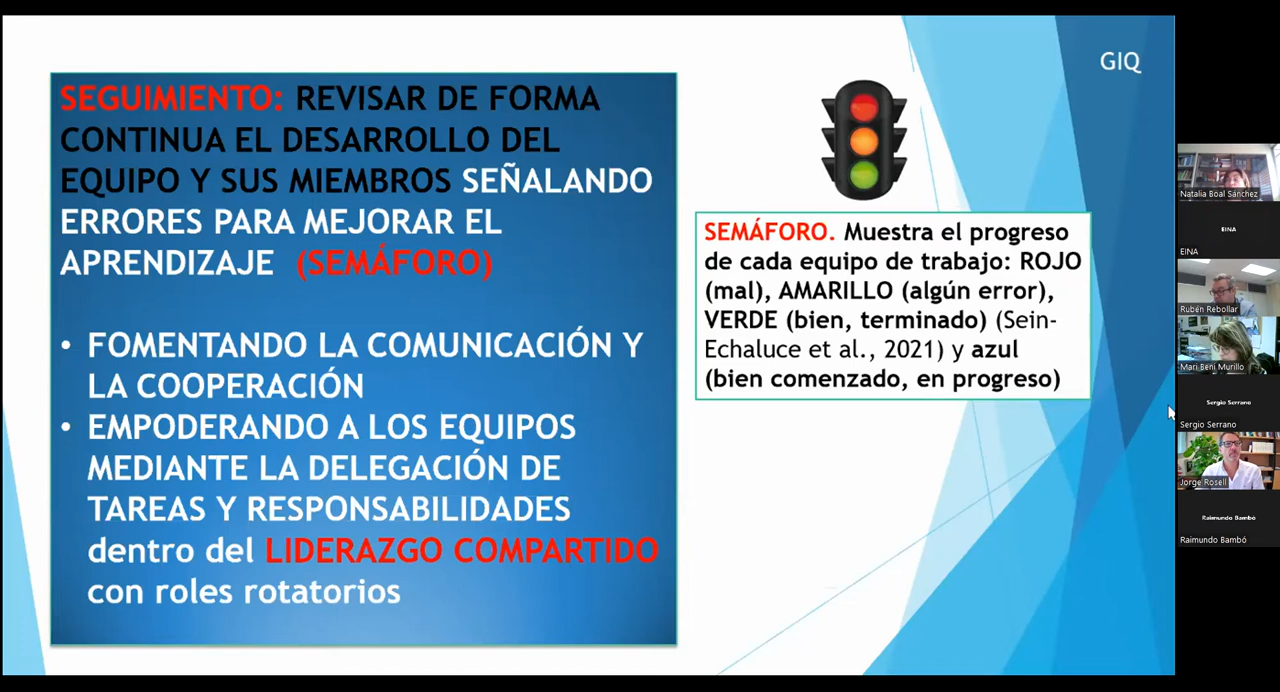 GIQ
SEGUIMIENTO: REVISAR DE FORMA
CONTINUA EL DESARROLLO DEL
EQUIPO Y SUS MIEMBROS SEÑALANDO
ERRORES PARA MEJORAR EL
APRENDIZAJE (SEMÁFORO)
• FOMENTANDO LA COMUNICACIÓN Y
LA COOPERACIÓN
• EMPODERANDO A LOS EQUIPOS
MEDIANTE LA DELEGACIÓN DE
TAREAS Y RESPONSABILIDADES
dentro del LIDERAZGO COMPARTIDO
con roles rotatorios
SEMÁFORO. Muestra el progreso
de cada equipo de trabajo: ROJO
(mal), AMARILLO (algún error),
VERDE (bien, terminado) (Sein-
Echaluce et al., 2021) y azul
(bien comenzado, en progreso)
Natalia Boal Sánchez
EINA
EINA
Rubén Rebollar
Mari Beni Murillo
Sergio Serrano
Sergio Serrano
Jorge Rosell
Raimundo Bambó
Raimundo Bambó